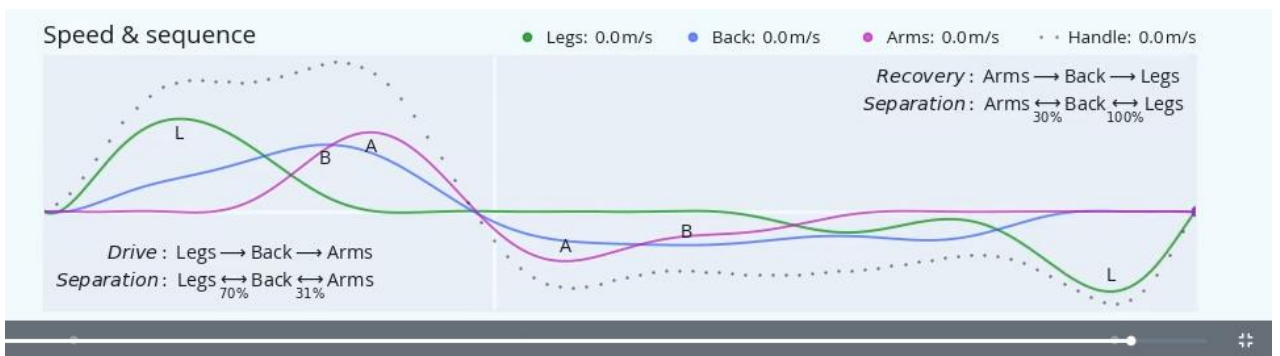 Speed & sequence
Legs: 0.0m/s Back: 0.0m/s Arms: 0.0m/s Handle: 0.0m/s
Recovery: Arms ⟶ Back ⟶ Legs
Separation: Arms ⟷ Back ⟷ Legs
30% 100%
L
B
A
A
B
L
Drive: Legs ⟶ Back ⟶ Arms
Separation: Legs ⟷ Back ⟷ Arms
70% 31%